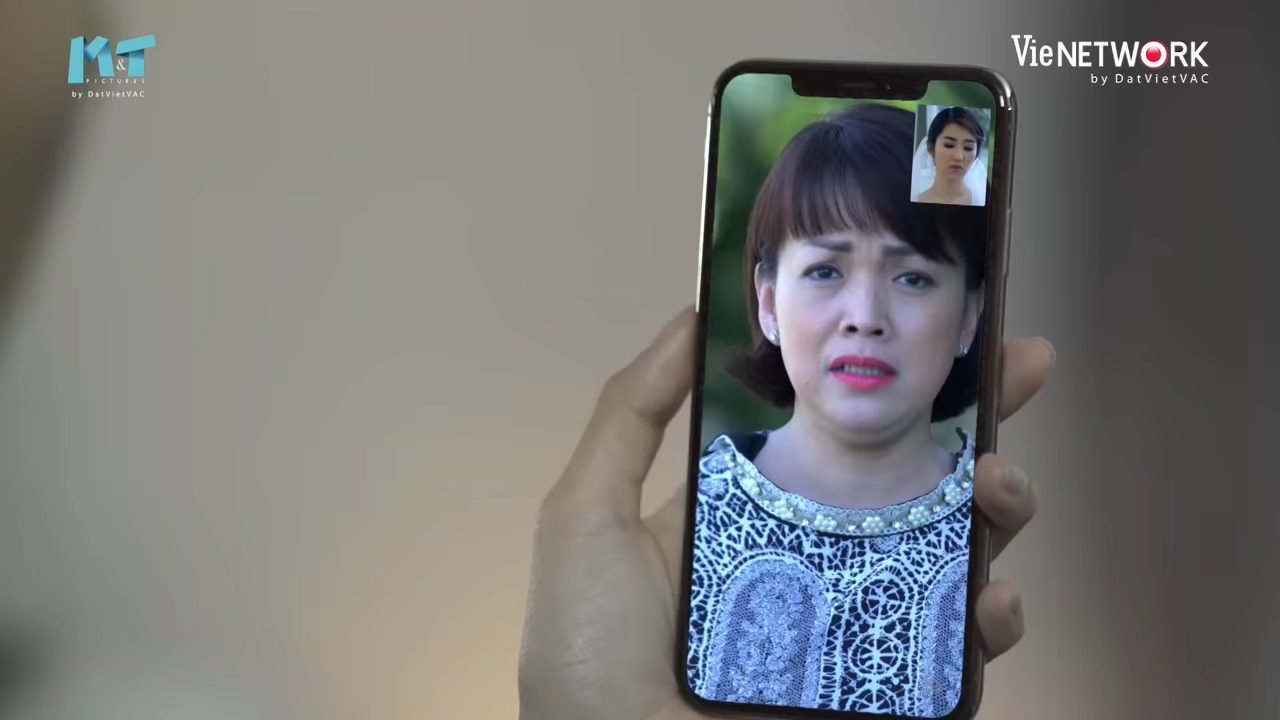 M&T
PICTURES
by DatVietVAC
VieNETWORK
by DatVietVAC